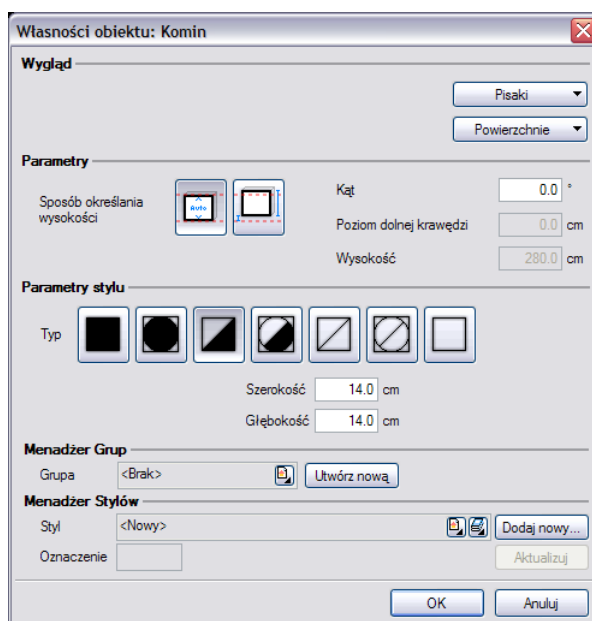 Własności obiektu: Komin
Wygląd
Pisaki
Powierzchnie
Parametry
Sposób określania
wysokości
Auto
Kąt 0.0 °
Poziom dolnej krawędzi 0.0 cm
Wysokość 280.0 cm
Parametry stylu
Typ
Szerokość 14.0 cm
Głębokość 14.0 cm
Menadżer Grup
Grupa <Brak> Utwórz nową
Menadżer Stylów
Styl <Nowy> Dodaj nowy...
Oznaczenie Aktualizuj
OK Anuluj